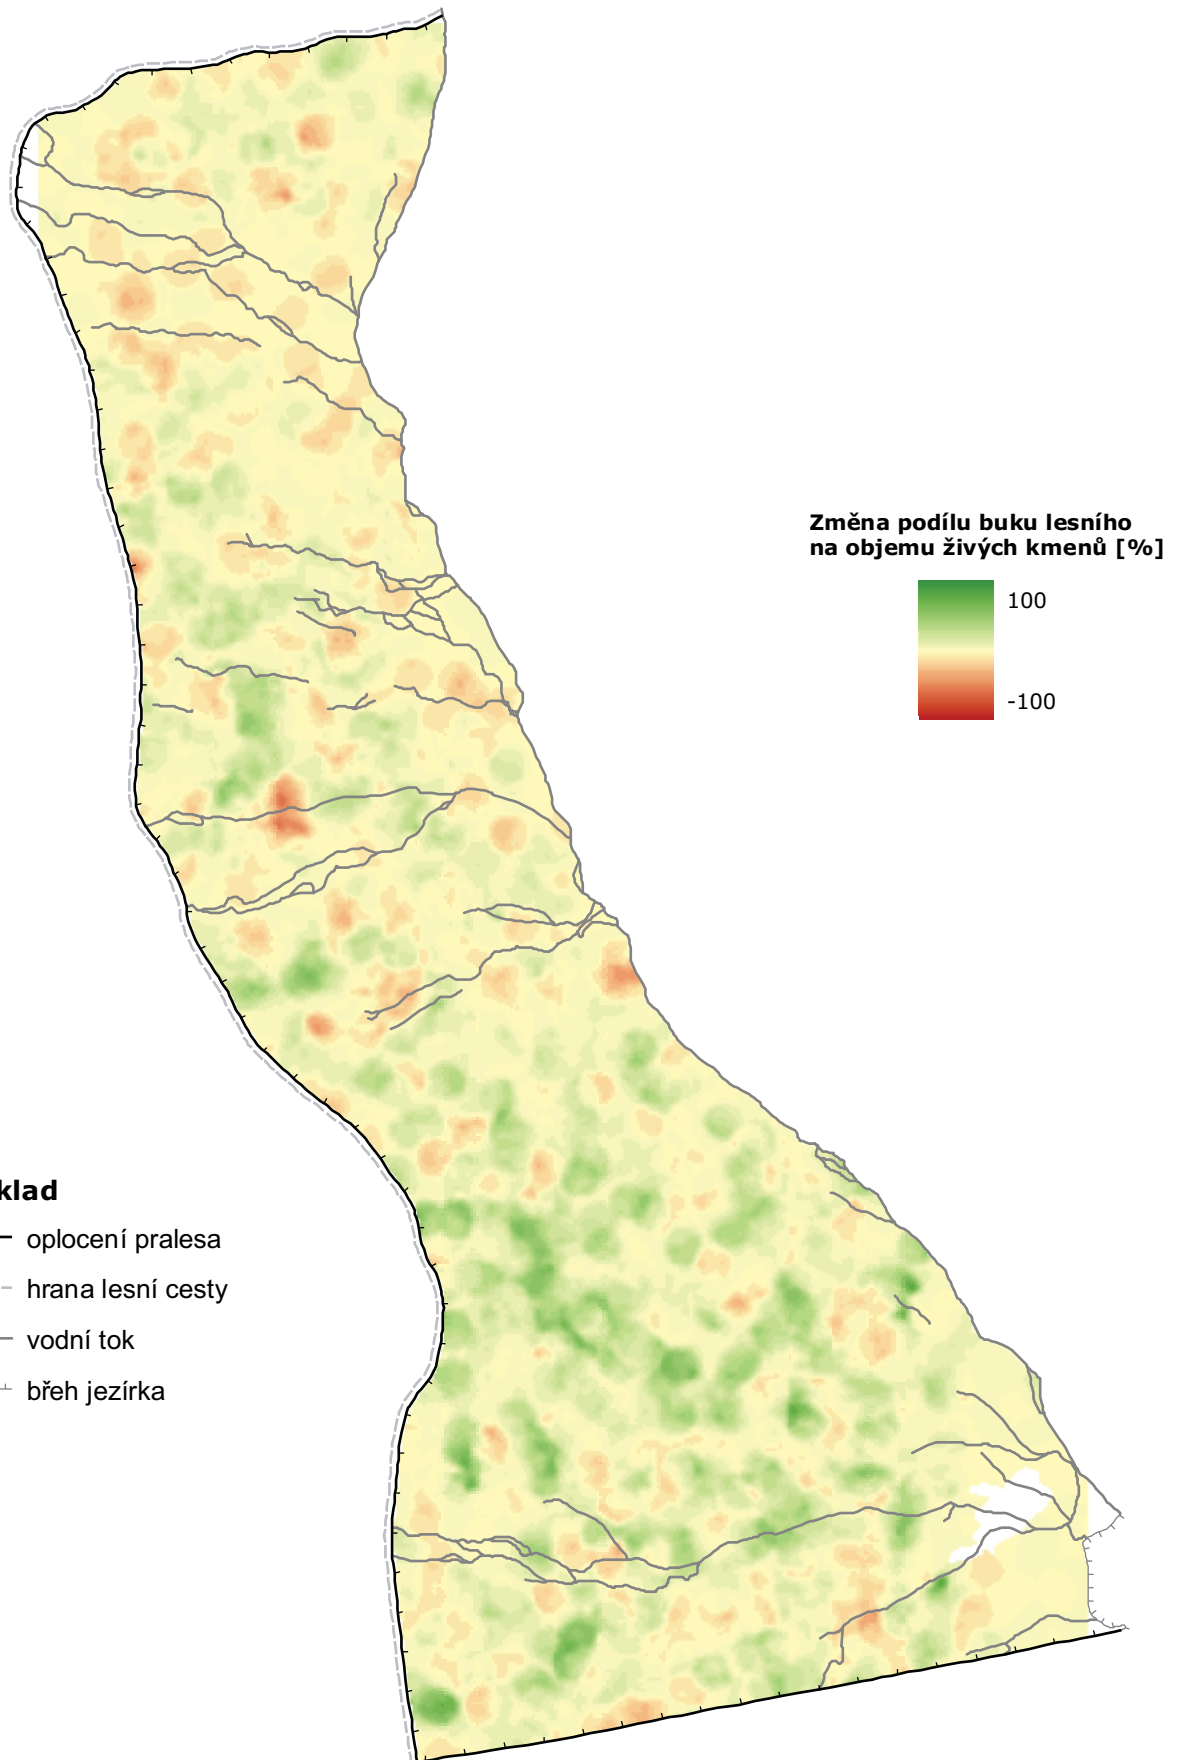 Změna podílu buku lesního
na objemu živých kmenů [%]
100
-100
klad
oplocení pralesa
hrana lesní cesty
vodní tok
břeh jezírka